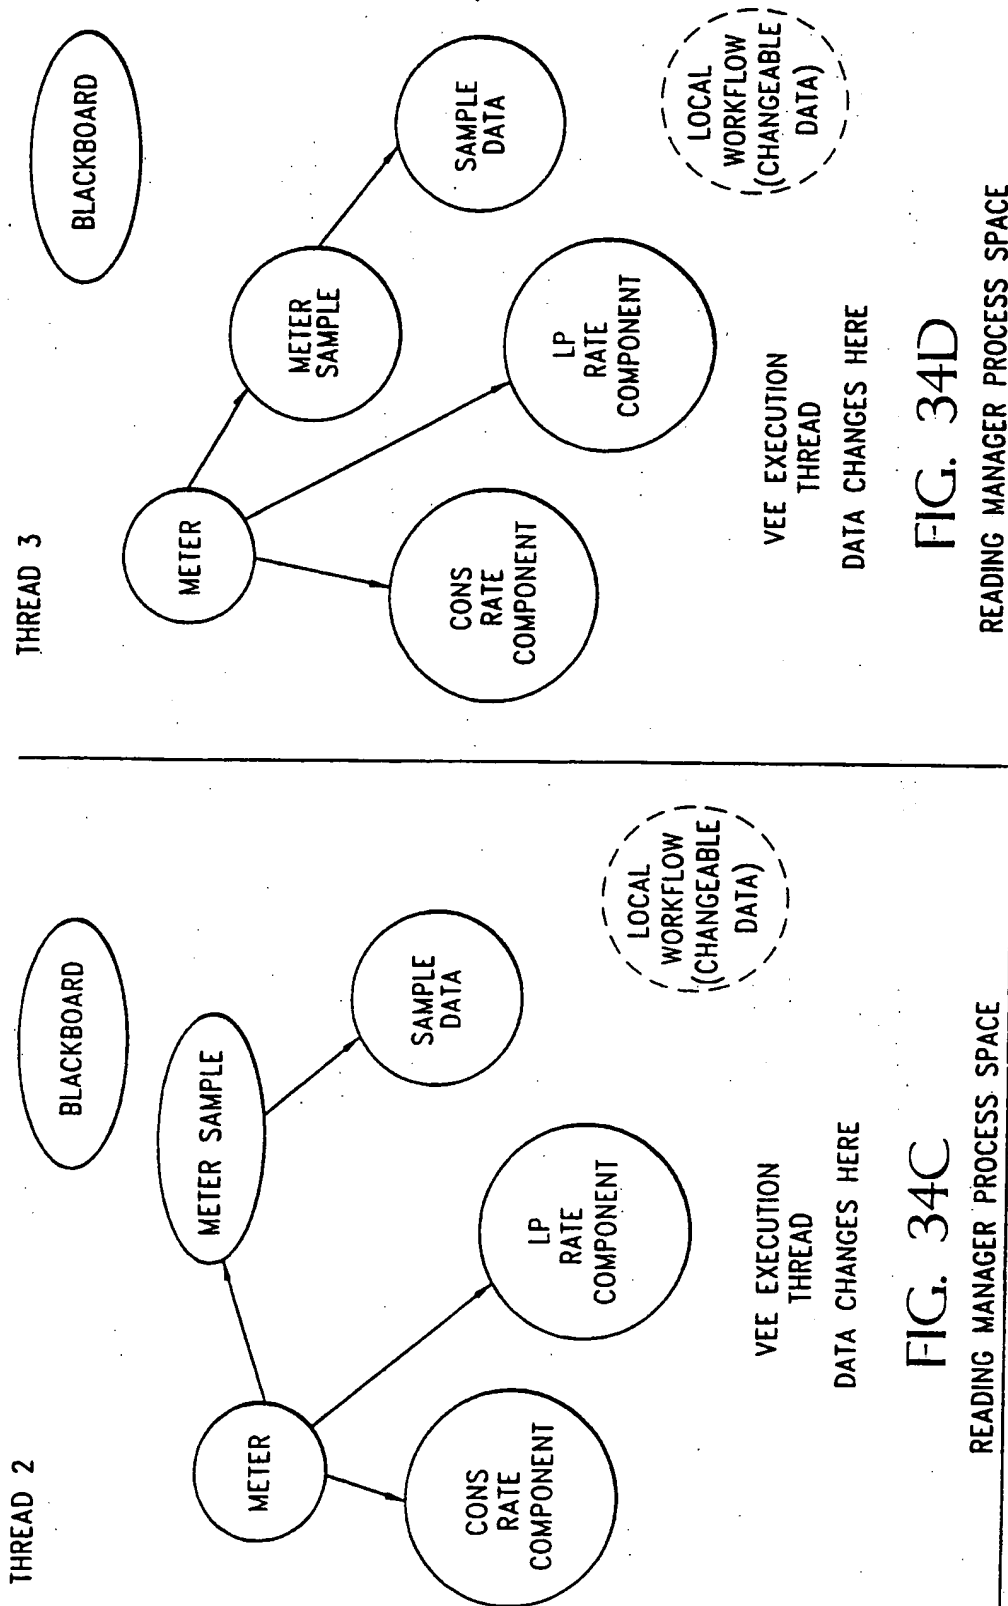 THREAD 2
BLACKBOARD
METER SAMPLE
METER
SAMPLE
DATA
CONS
RATE
COMPONENT
LP
RATE
COMPONENT
LOCAL
WORKFLOW
(CHANGEABLE
DATA)
VEE EXECUTION
THREAD
DATA CHANGES HERE
FIG. 34C
READING MANAGER PROCESS SPACE
THREAD 3
BLACKBOARD
METER
METER
SAMPLE
SAMPLE
DATA
CONS
RATE
COMPONENT
LP
RATE
COMPONENT
LOCAL
WORKFLOW
(CHANGEABLE
DATA)
VEE EXECUTION
THREAD
DATA CHANGES HERE
FIG. 34D
READING MANAGER PROCESS SPACE